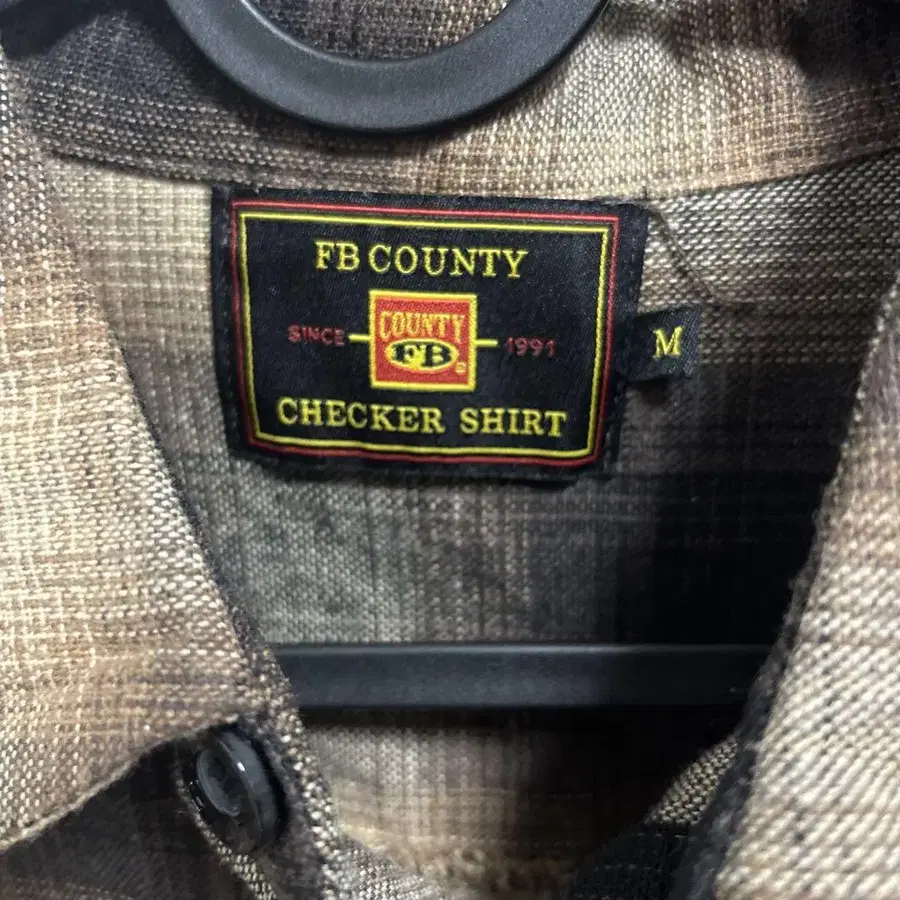 FB COUNTY
SINCE
COUNTY
FB
1991
CHECKER SHIRT
M